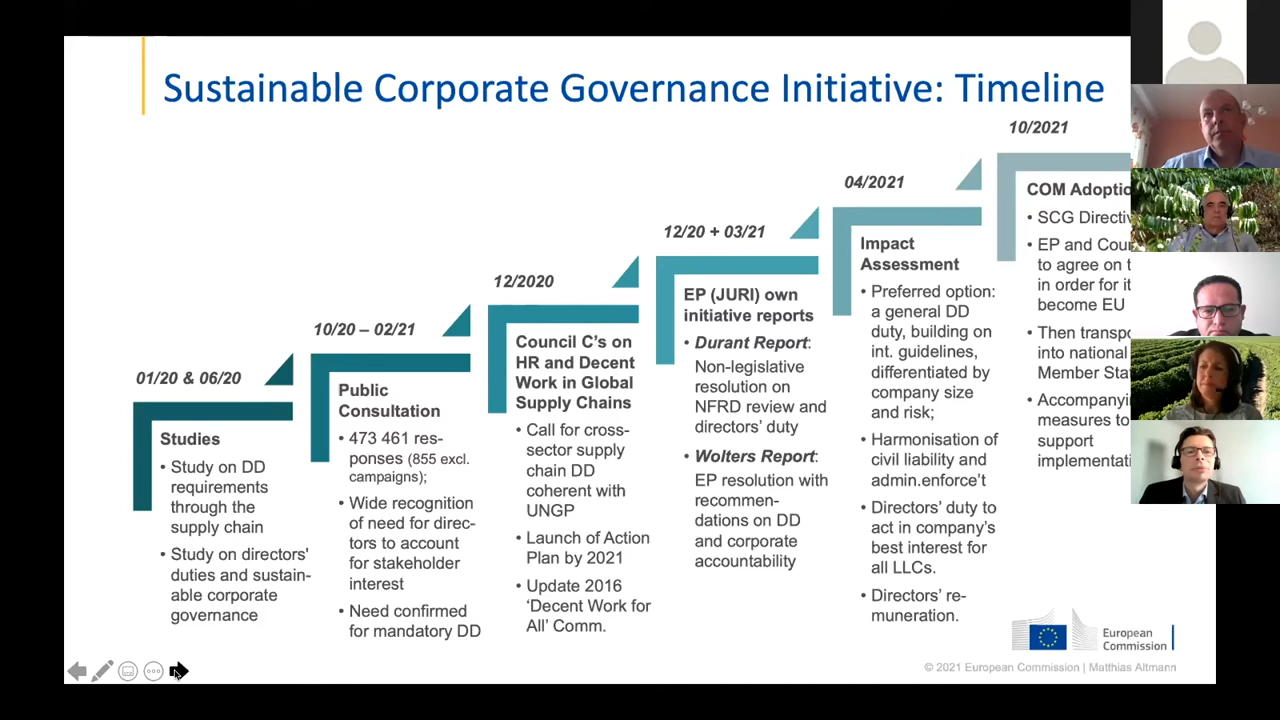 Sustainable Corporate Governance Initiative: Timeline
01/20 & 06/20
Studies
• Study on DD
requirements
through the
supply chain
• Study on directors'
duties and sustain-
able corporate
governance
10/20 – 02/21
Public
Consultation
• 473 461 res-
ponses (855 excl.
campaigns);
• Wide recognition
of need for direc-
tors to account
for stakeholder
interest
• Need confirmed
for mandatory DD
12/2020
Council C's on
HR and Decent
Work in Global
Supply Chains
• Call for cross-
sector supply
chain DD
coherent with
UNGP
• Launch of Action
Plan by 2021
• Update 2016
'Decent Work for
All' Comm.
12/20 + 03/21
EP (JURI) own
initiative reports
• Durant Report:
Non-legislative
resolution on
NFRD review and
directors' duty
• Wolters Report:
EP resolution with
recommen-
dations on DD
and corporate
accountability
04/2021
Impact
Assessment
• Preferred option:
a general DD
duty, building on
int. guidelines,
differentiated by
company size
and risk;
• Harmonisation of
civil liability and
admin.enforce't
• Directors' duty to
act in company's
best interest for
all LLCs.
• Directors' re-
muneration.
10/2021
COM
• SCG
• EP and
to agree on
in order for it
become EU
• Then
into national
Member
•
measures to
support
European
Commission
© 2021 European Commission | Matthias Altmann